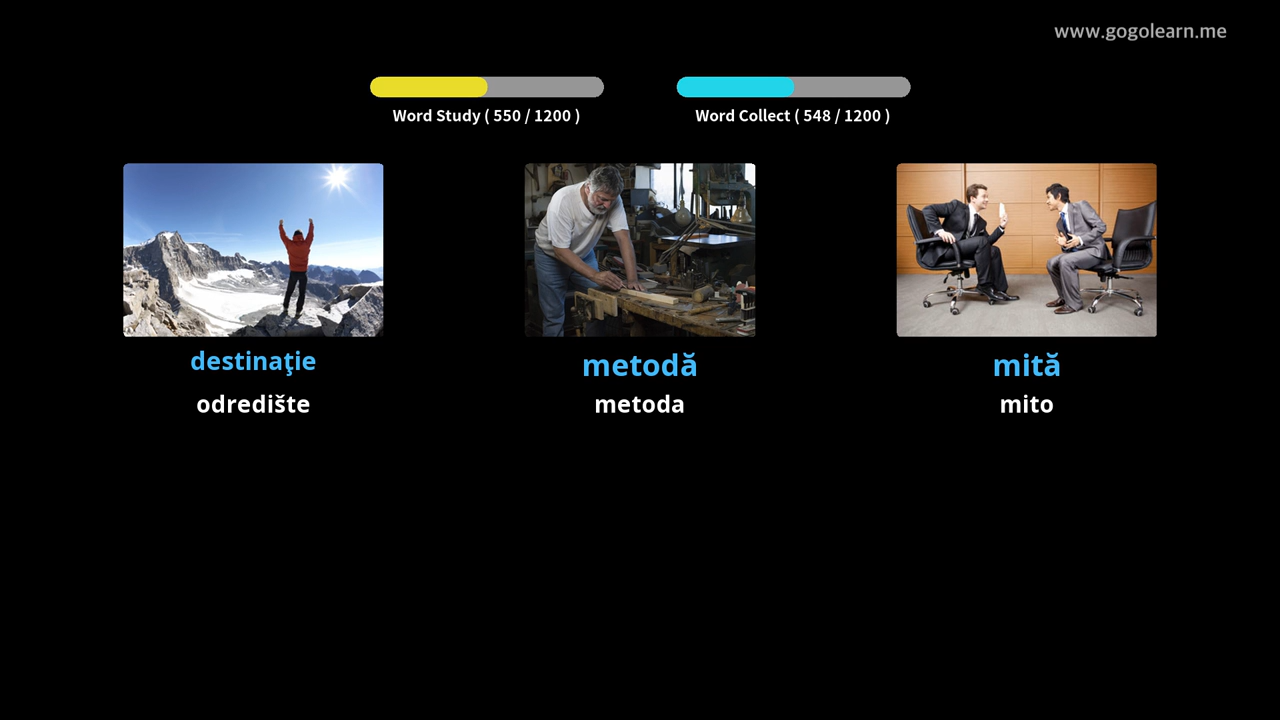 www.gogolearn.me
Word Study ( 550 / 1200 )
Word Collect ( 548 / 1200 )
destinaţie
metodă
mită
odredište
metoda
mito